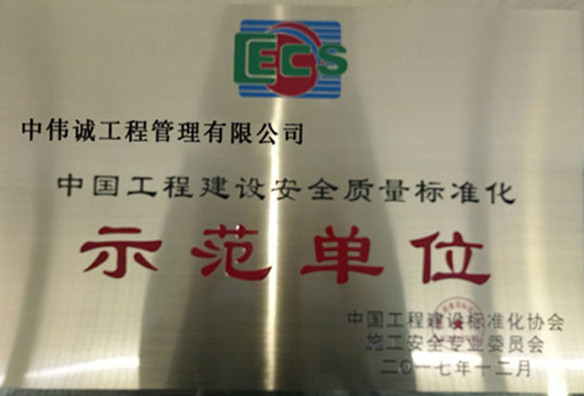 CECS
中伟诚工程管理有限公司
中国工程建设安全质量标准化
示范单位
中国工程建设标准化协会
施工安全专业委员会
二〇一七年十二月